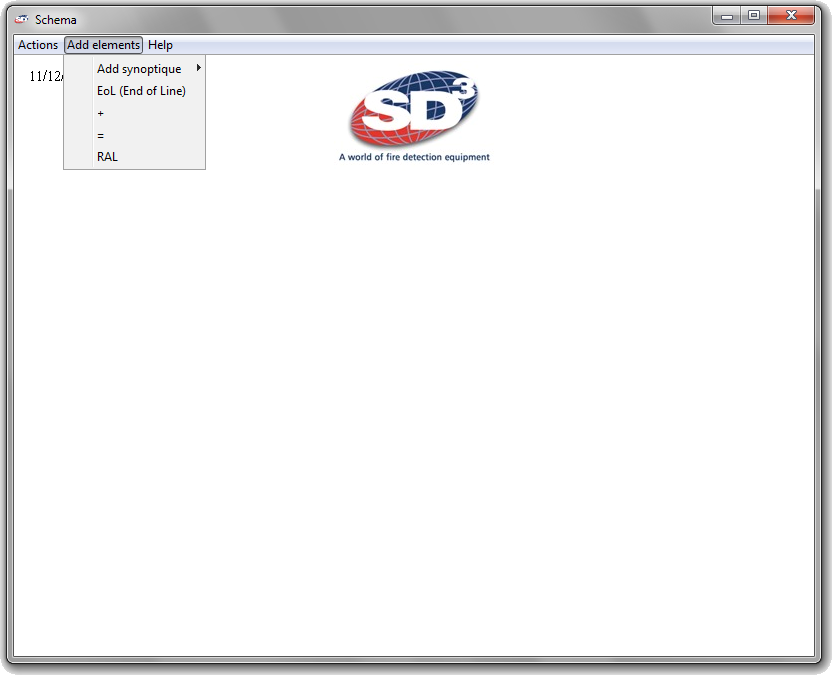 Schema
Actions Add elements Help
11/12/
Add synoptique
EoL (End of Line)
+
=
RAL
SD3
A world of fire detection equipment